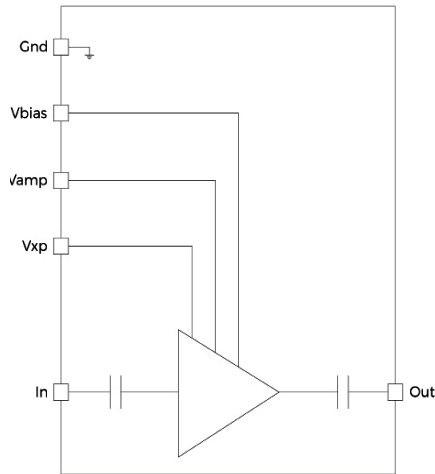 Gnd
Vbias
Vamp
Vxp
In
Out